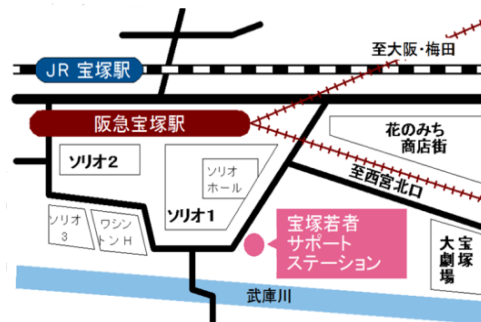 至大阪・梅田
JR 宝塚駅
阪急宝塚駅
花のみち
商店街
ソリオ2
ソリオ
ホール
至西宮北口
ソリオ1
ソリオ
3
ワシン
トンH
宝塚若者
サポート
ステーション
宝塚
大劇場
武庫川